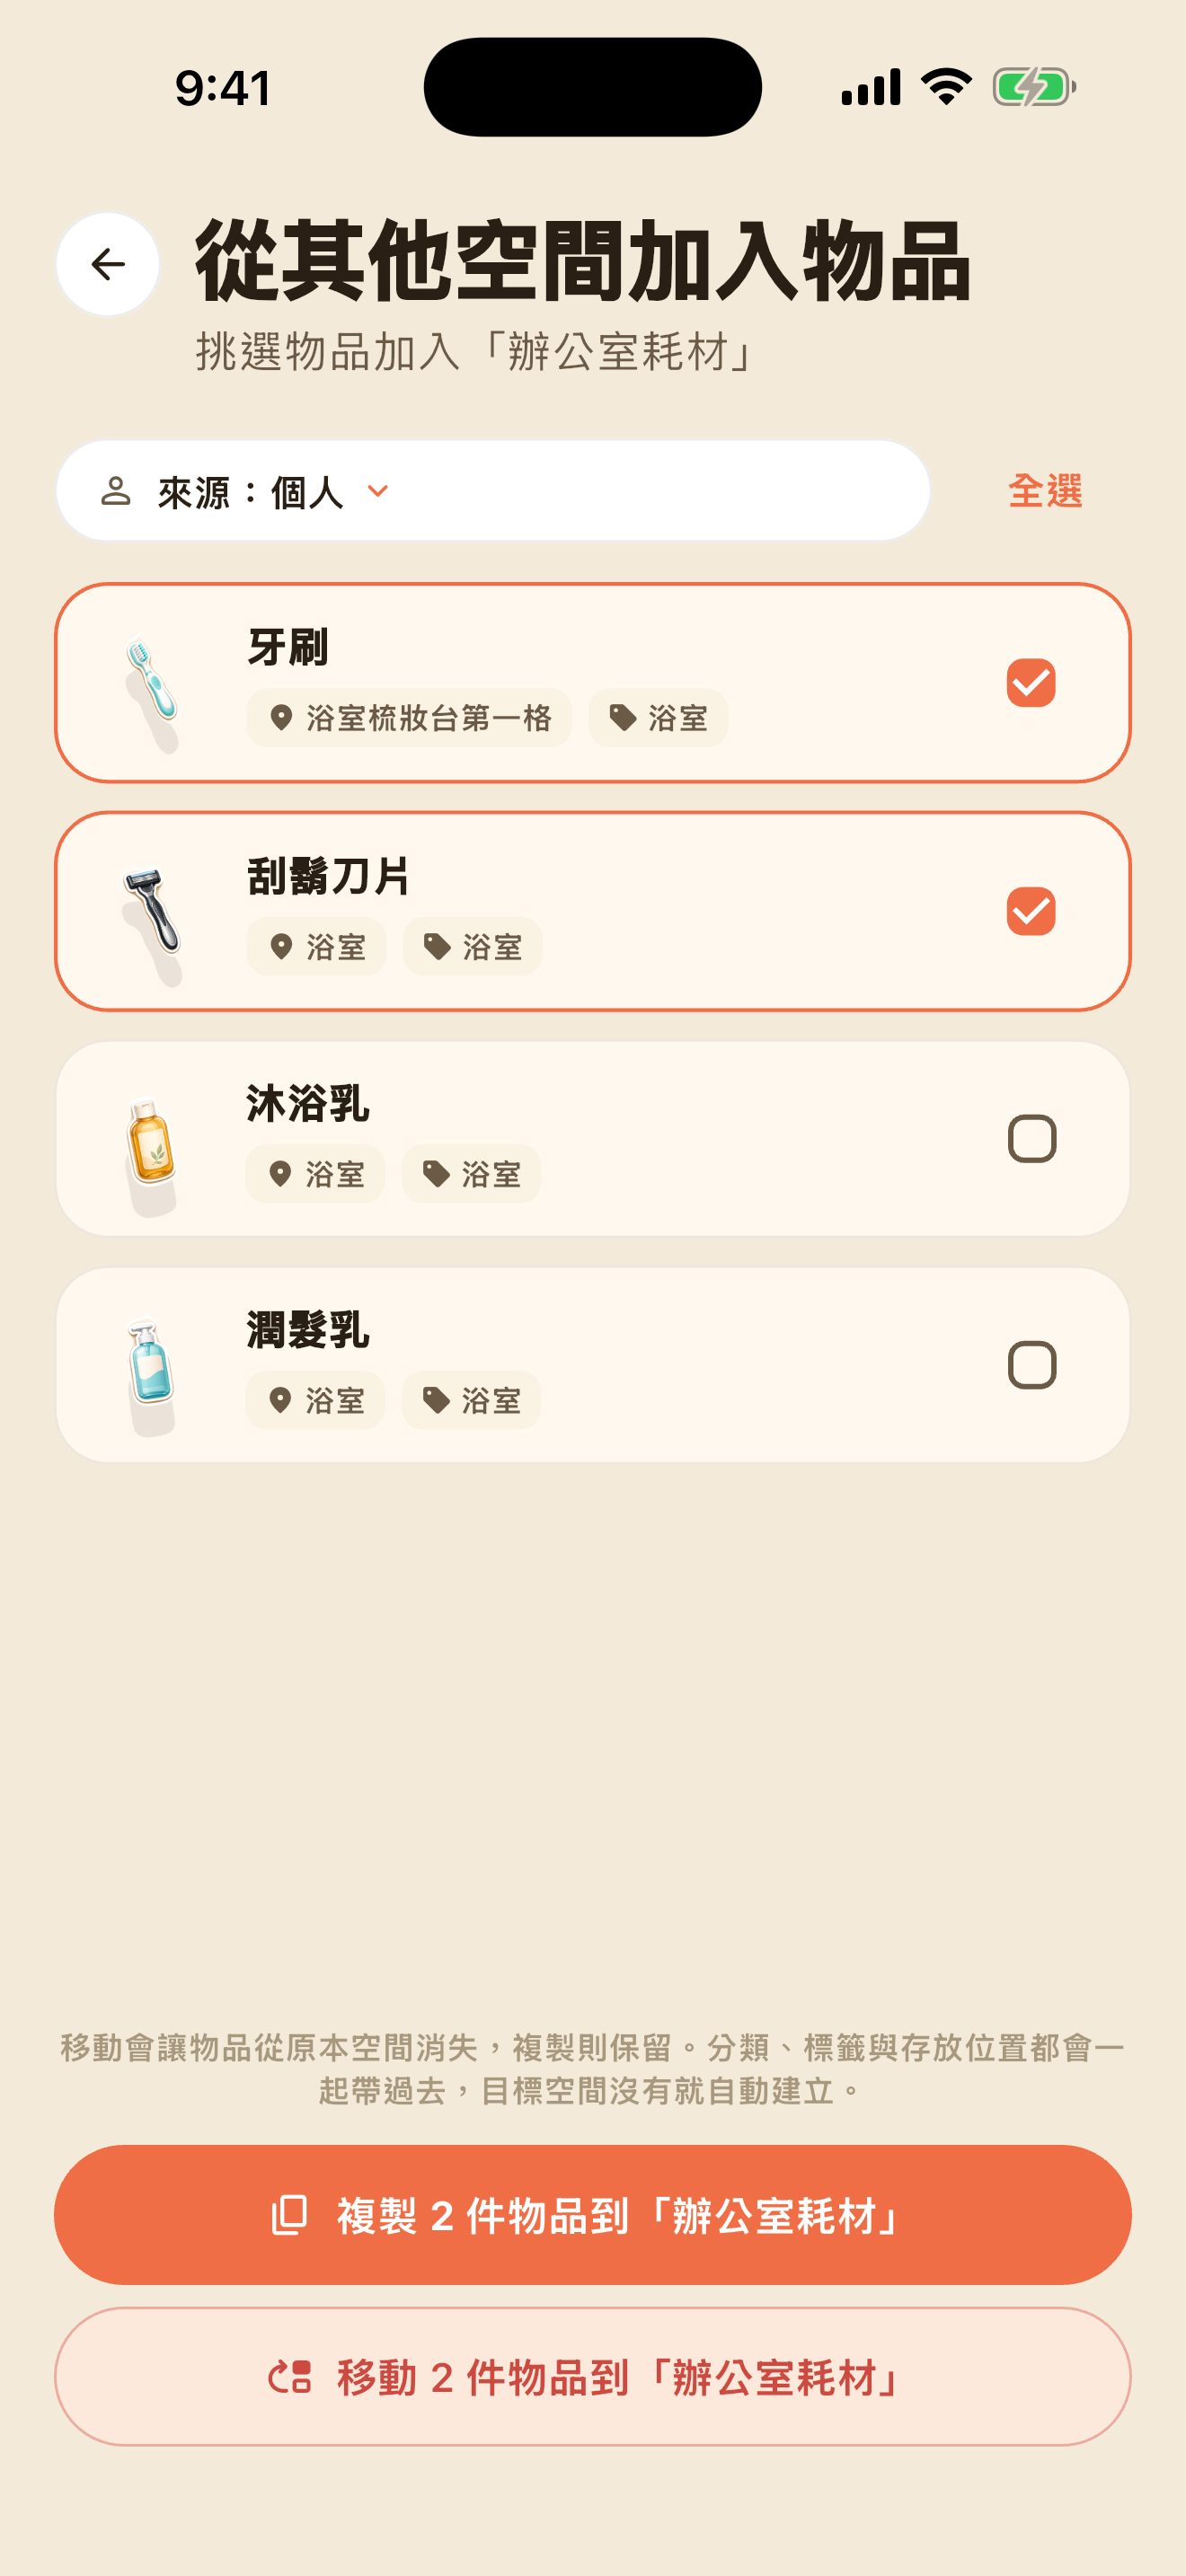 9:41
從其他空間加入物品
挑選物品加入「辦公室耗材」
來源：個人
全選
牙刷
浴室梳妝台第一格 浴室
刮鬍刀片
浴室 浴室
沐浴乳
浴室 浴室
潤髮乳
浴室 浴室
移動會讓物品從原本空間消失，複製則保留。分類、標籤與存放位置都會一
起帶過去，目標空間沒有就自動建立。
複製 2 件物品到「辦公室耗材」
移動 2 件物品到「辦公室耗材」